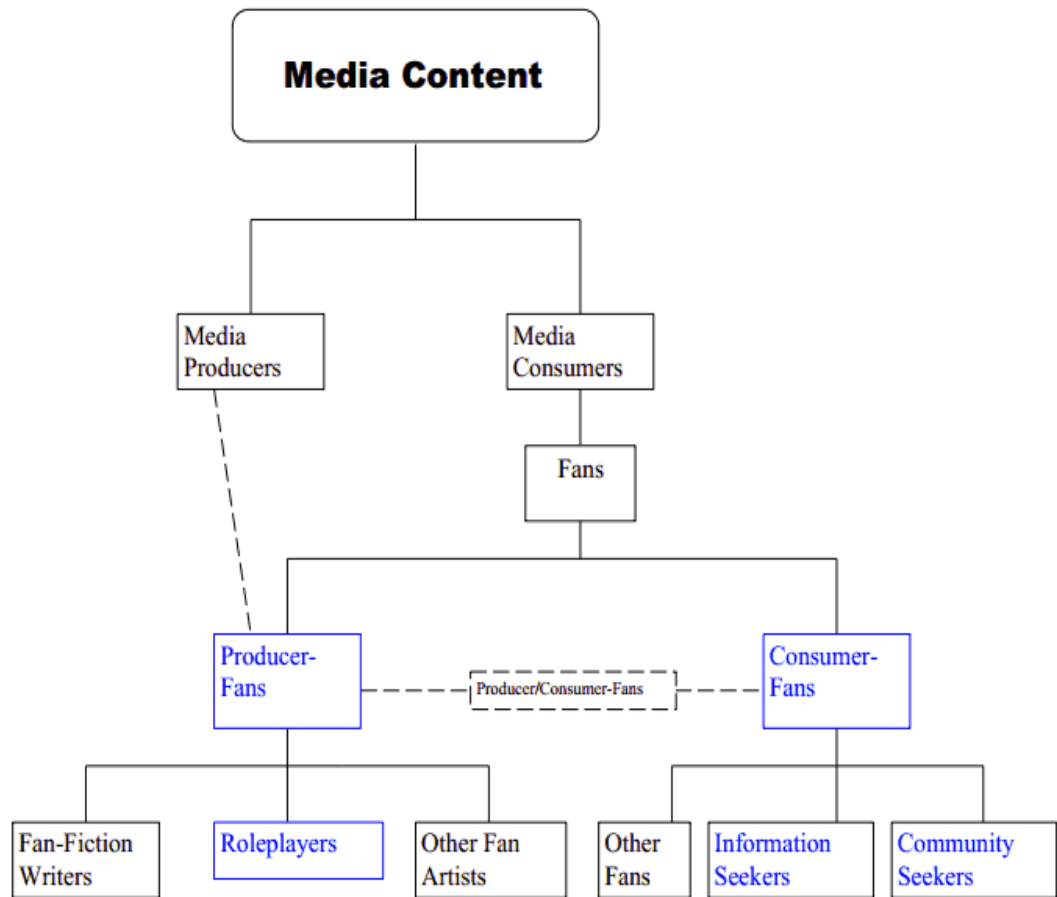 Media Content
Media
Producers
Media
Consumers
Fans
Producer-
Fans
Producer/Consumer-Fans
Consumer-
Fans
Fan-Fiction
Writers
Roleplayers
Other Fan
Artists
Other
Fans
Information
Seekers
Community
Seekers